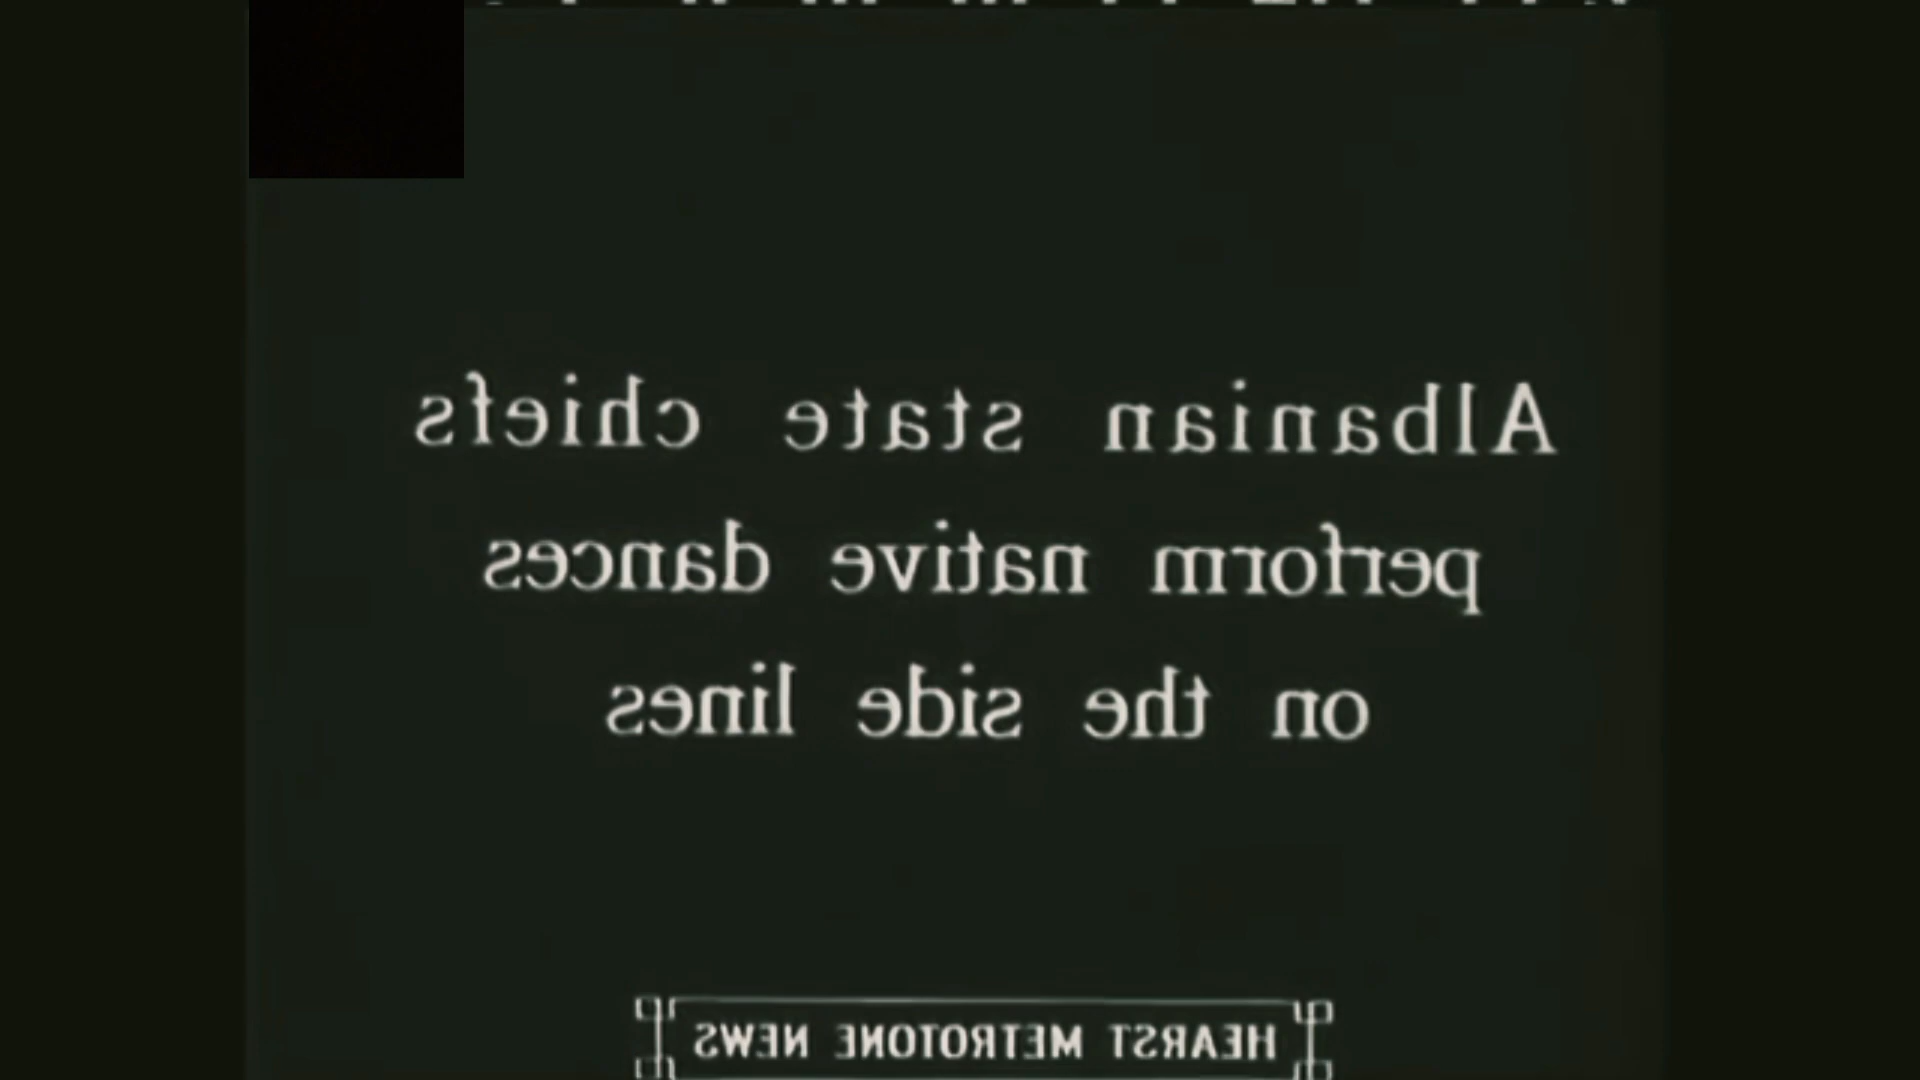 Albanian state chiefs
perform native dances
on the side lines
HEARST METROTONE NEWS